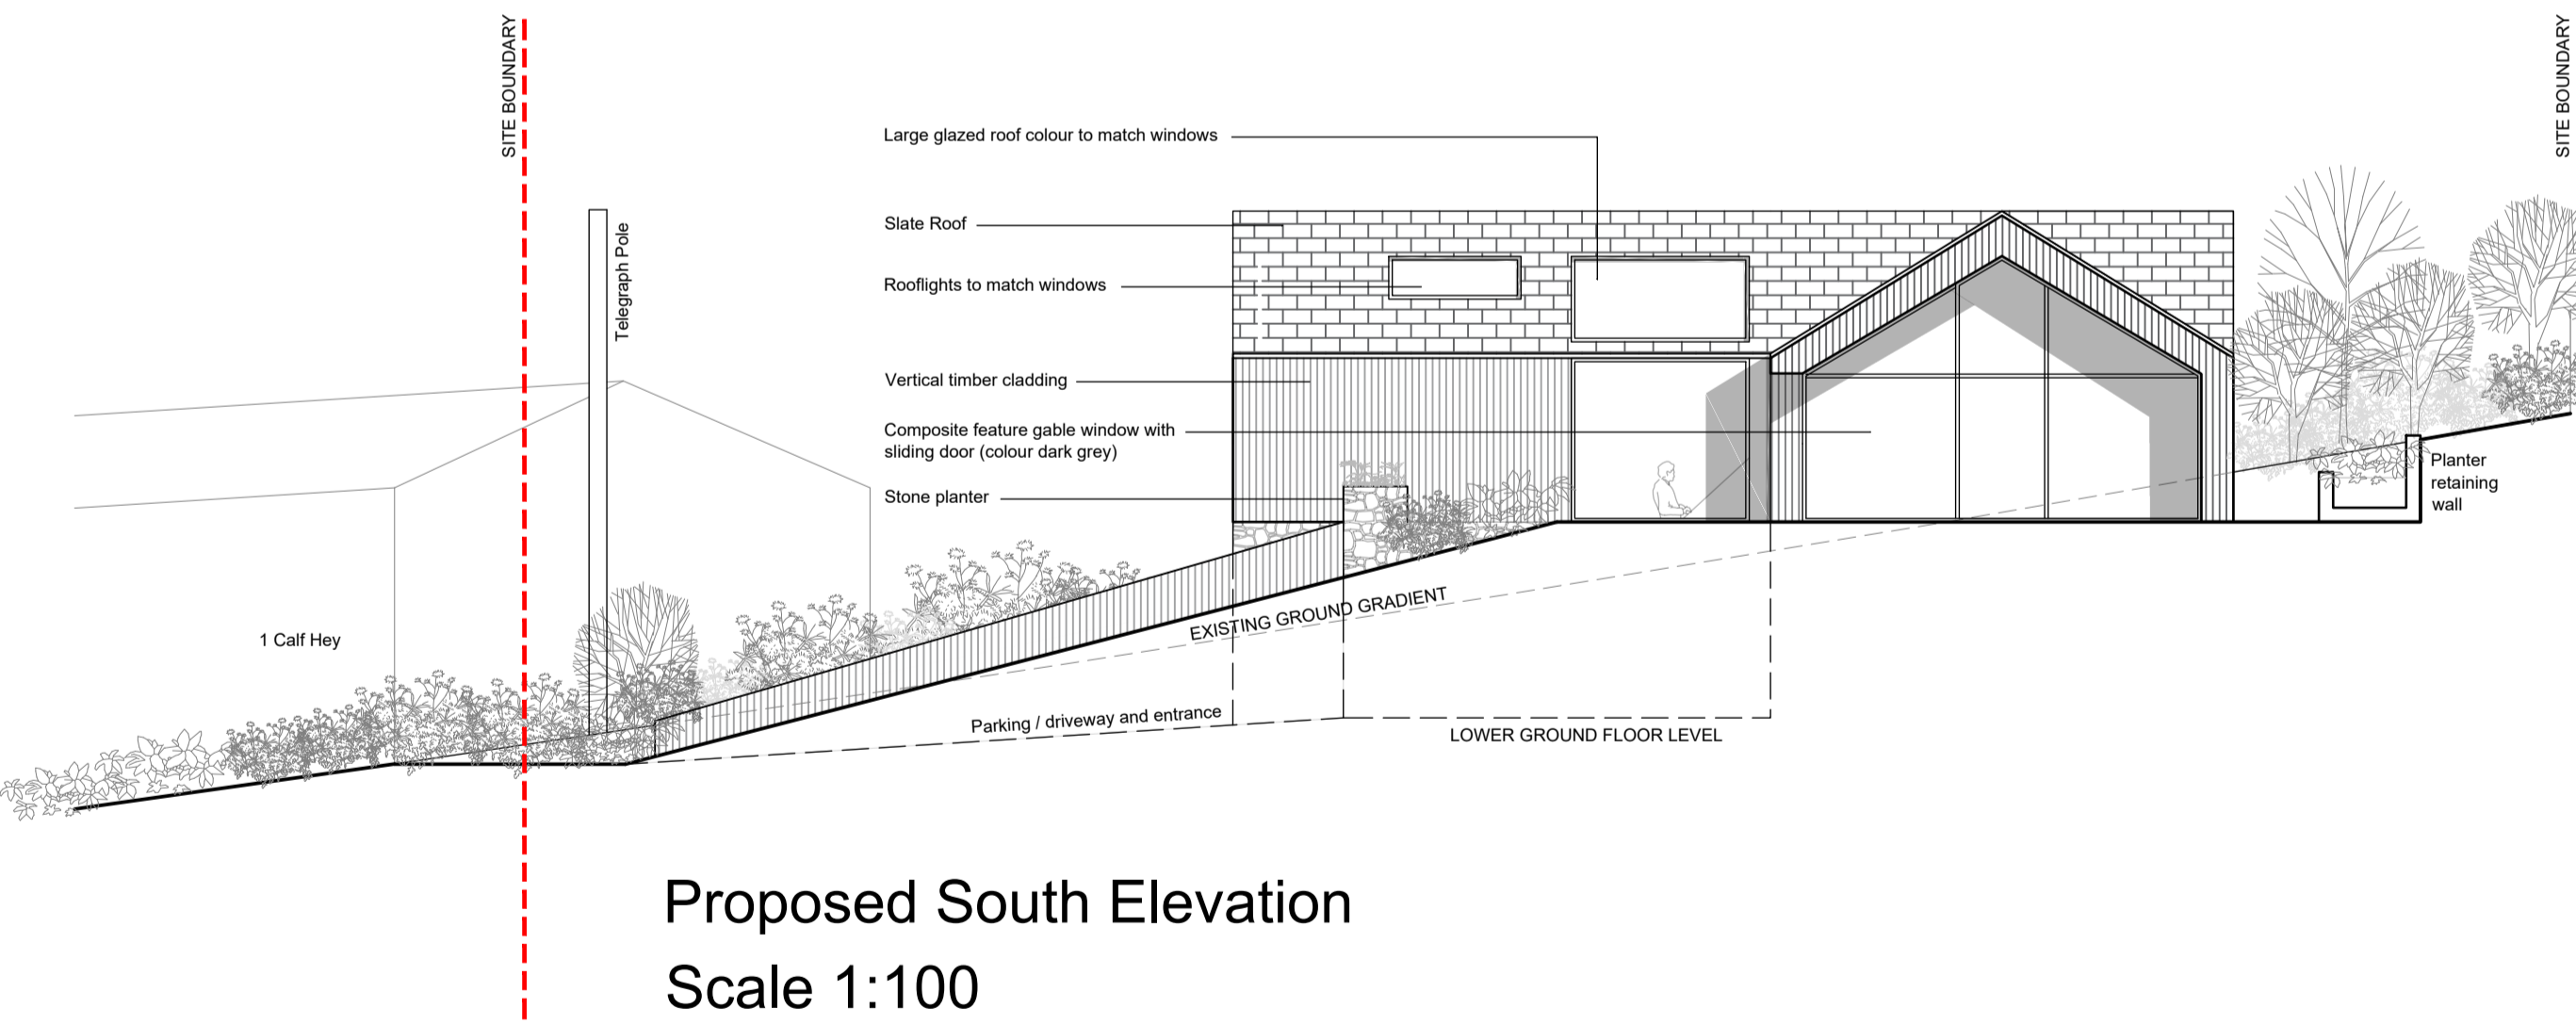 SITE BOUNDARY
SITE BOUNDARY
Large glazed roof colour to match windows
Slate Roof
Telegraph Pole
Rooflights to match windows
Vertical timber cladding
Composite feature gable window with
sliding door (colour dark grey)
Stone planter
Planter
retaining
wall
EXISTING GROUND GRADIENT
1 Calf Hey
Parking / driveway and entrance
LOWER GROUND FLOOR LEVEL
Proposed South Elevation
Scale 1:100